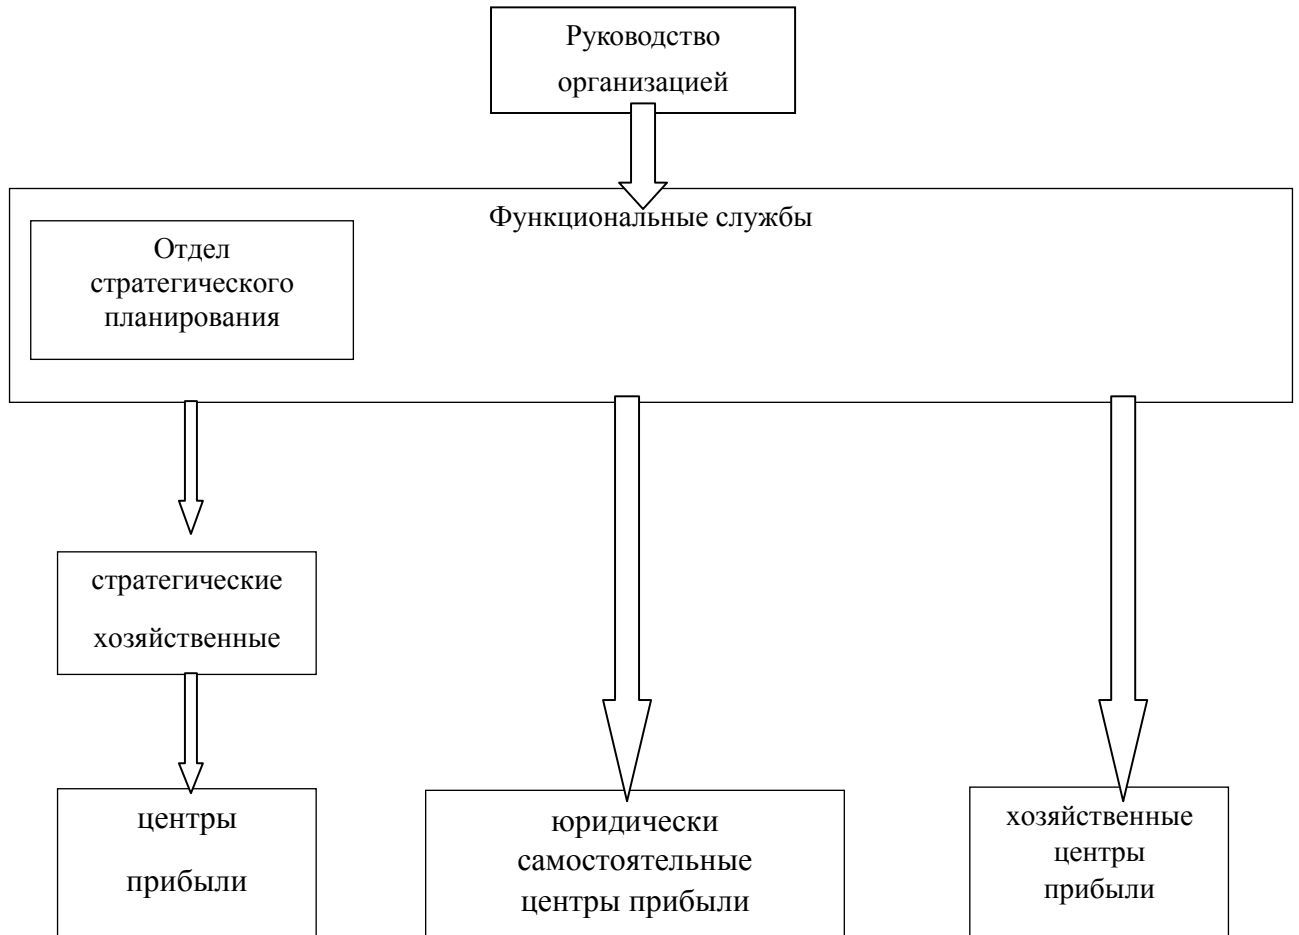 Руководство
организацией
Функциональные службы
Отдел
стратегического
планирования
стратегические
хозяйственные
центры
прибыли
юридически
самостоятельные
центры прибыли
хозяйственные
центры
прибыли